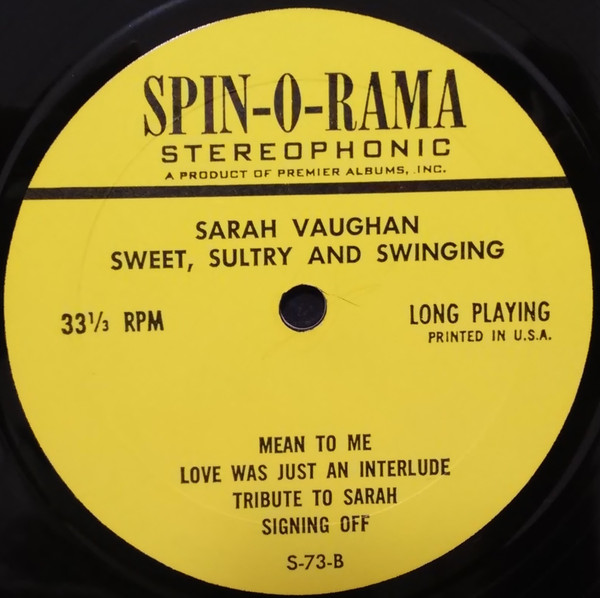 SPIN-O-RAMA
STEREOPHONIC
A PRODUCT OF PREMIER ALBUMS, INC.
SARAH VAUGHAN
SWEET, SULTRY AND SWINGING
33⅓ RPM
LONG PLAYING
PRINTED IN U.S.A.
MEAN TO ME
LOVE WAS JUST AN INTERLUDE
TRIBUTE TO SARAH
SIGNING OFF
S-73-B